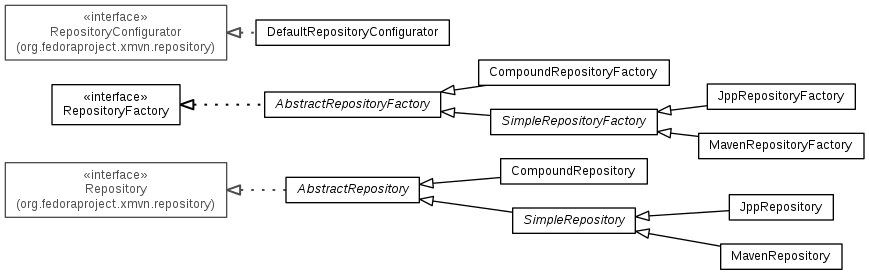 «interface»
RepositoryConfigurator
(org.fedoraproject.xmvn.repository)
DefaultRepositoryConfigurator
«interface»
RepositoryFactory
AbstractRepositoryFactory
CompoundRepositoryFactory
SimpleRepositoryFactory
JppRepositoryFactory
MavenRepositoryFactory
«interface»
Repository
(org.fedoraproject.xmvn.repository)
AbstractRepository
CompoundRepository
SimpleRepository
JppRepository
MavenRepository